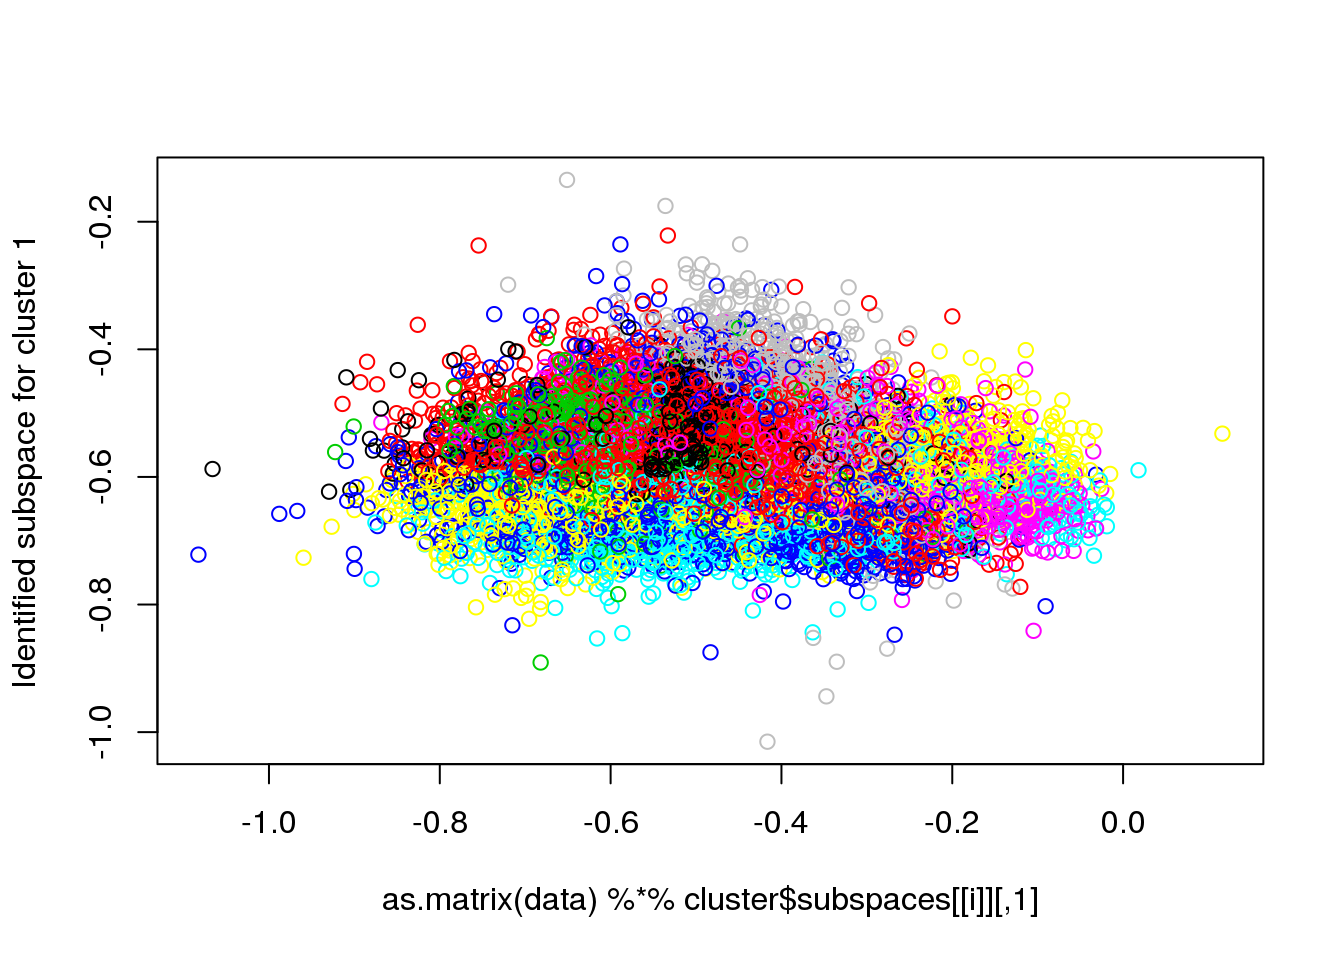 Identified subspace for cluster 1
-0.2
-0.4
-0.6
-0.8
-1.0
-1.0 -0.8 -0.6 -0.4 -0.2 0.0
as.matrix(data) %*% cluster$subspaces[[i]][,1]